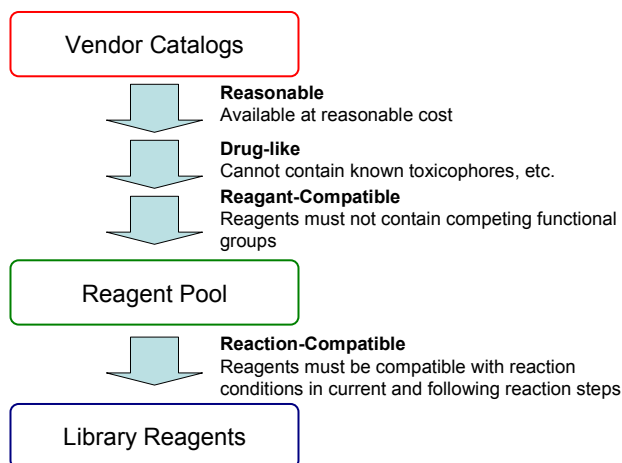 Vendor Catalogs
Reasonable
Available at reasonable cost
Drug-like
Cannot contain known toxicophores, etc.
Reagant-Compatible
Reagents must not contain competing functional
groups
Reagent Pool
Reaction-Compatible
Reagents must be compatible with reaction
conditions in current and following reaction steps
Library Reagents